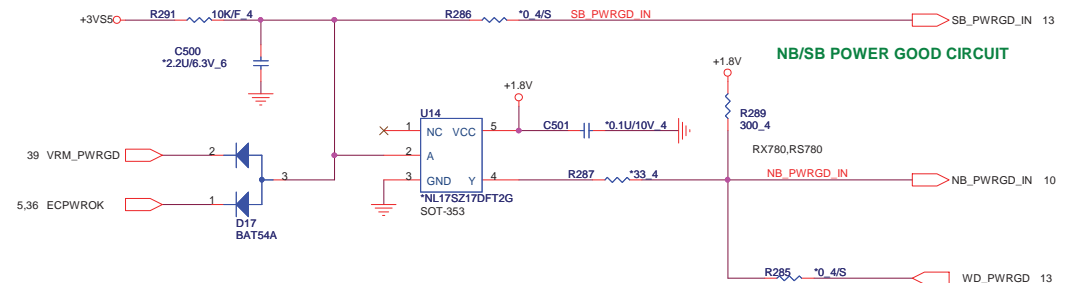 +3VS5
R291
10K/F_4
R286
*0_4/S
SB_PWRGD_IN
SB_PWRGD_IN 13
C500
*2.2U/6.3V_6
NB/SB POWER GOOD CIRCUIT
+1.8V
+1.8V
U14
R289
300_4
1
NC
VCC
5
C501
*0.1U/10V_4
RX780,RS780
39 VRM_PWRGD
2
2
A
3
3
GND
Y
4
R287
*33_4
NB_PWRGD_IN
NB_PWRGD_IN 10
*NL17SZ17DFT2G
SOT-353
5,36 ECPWROK
1
D17
BAT54A
R285
*0_4/S
WD_PWRGD 13